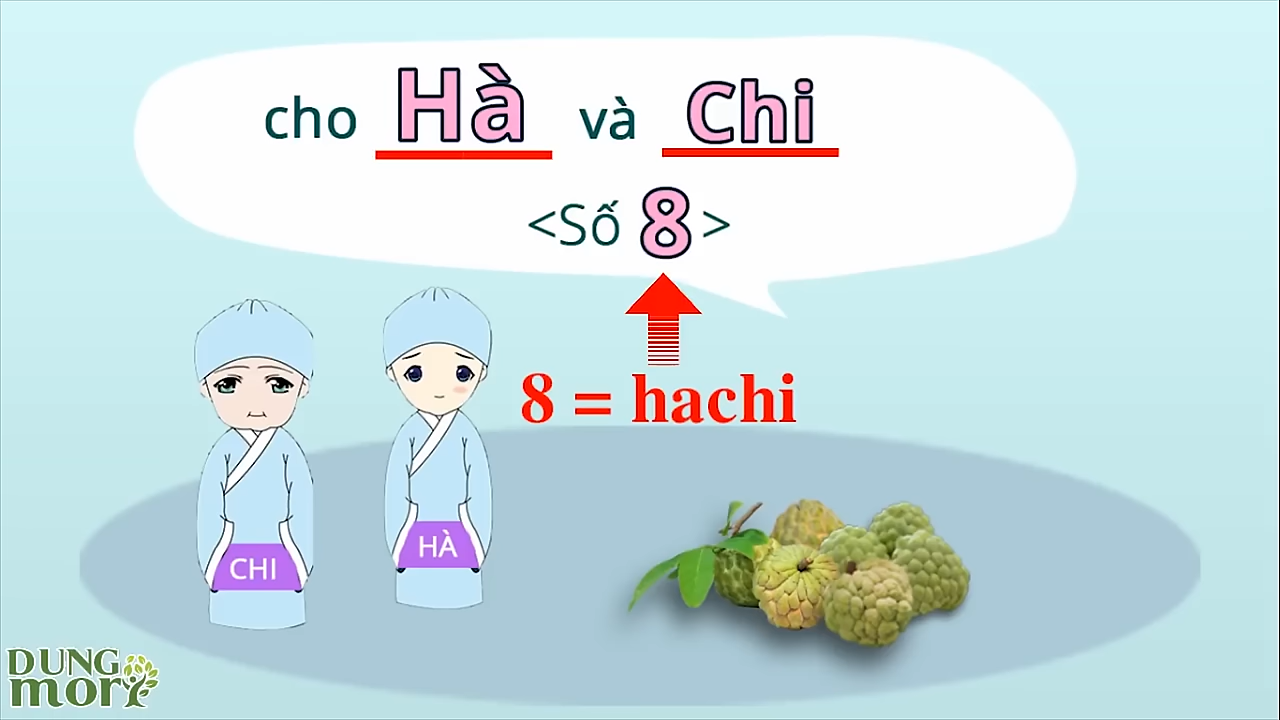 cho Hà và Chi
<Số 8>
8 = hachi
CHI
HÀ
DUNG
mori